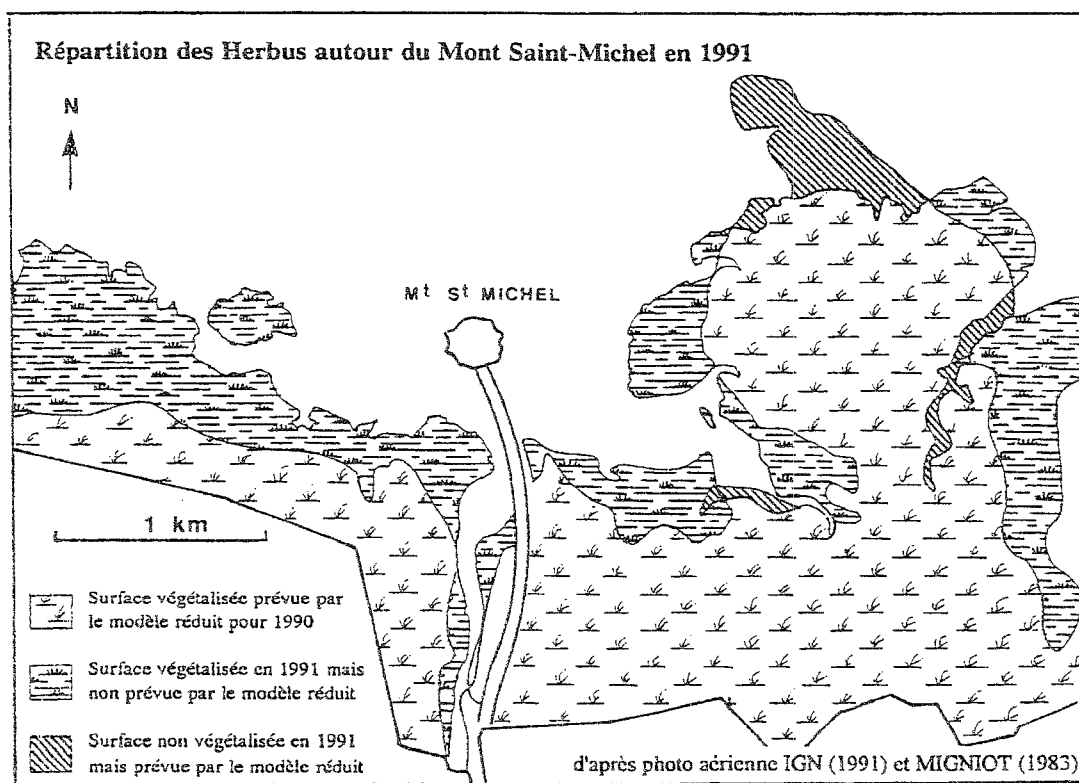 Répartition des Herbus autour du Mont Saint-Michel en 1991
N
Mt St MICHEL
1 km
Surface végétalisée prévue par
le modèle réduit pour 1990
Surface végétalisée en 1991 mais
non prévue par le modèle réduit
Surface non végétalisée en 1991
mais prévue par le modèle réduit
d'après photo aérienne IGN (1991) et MIGNIOT (1983)